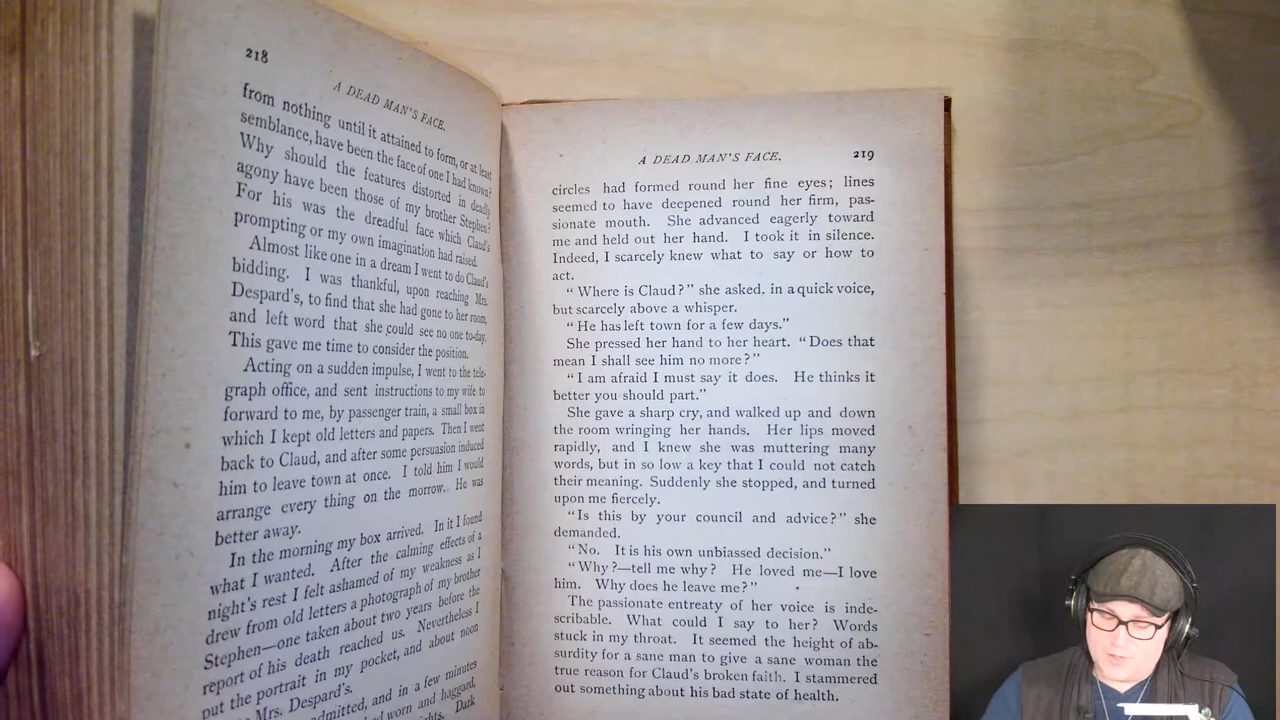 218
A DEAD MAN'S FACE.
from nothing until it attained to form, or at least
semblance, have been the face of one I had known?
Why should the features distorted in deadly
agony have been those of my brother Stephen?
For his was the dreadful face which Claud's
prompting or my own imagination had raised.
Almost like one in a dream I went to do Claud's
bidding. I was thankful, upon reaching Mrs.
Despard's, to find that she had gone to her room,
and left word that she could see no one to-day.
This gave me time to consider the position.
Acting on a sudden impulse, I went to the tele-
graph office, and sent instructions to my wife to
forward to me, by passenger train, a small box in
which I kept old letters and papers. Then I went
back to Claud, and after some persuasion induced
him to leave town at once. I told him I would
arrange every thing on the morrow. He was
better away.
In the morning my box arrived. In it I found
what I wanted. After the calming effects of a
night's rest I felt ashamed of my weakness as I
drew from old letters a photograph of my brother
Stephen—one taken about two years before the
report of his death reached us. Nevertheless I
put the portrait in my pocket, and about noon
Mrs. Despard's.
admitted, and in a few minutes
worn and haggard,
Dark
A DEAD MAN'S FACE.
219
circles had formed round her fine eyes; lines
seemed to have deepened round her firm, pas-
sionate mouth. She advanced eagerly toward
me and held out her hand. I took it in silence.
Indeed, I scarcely knew what to say or how to
act.
"Where is Claud?" she asked, in a quick voice,
but scarcely above a whisper.
"He has left town for a few days."
She pressed her hand to her heart. "Does that
mean I shall see him no more?"
"I am afraid I must say it does. He thinks it
better you should part."
She gave a sharp cry, and walked up and down
the room wringing her hands. Her lips moved
rapidly, and I knew she was muttering many
words, but in so low a key that I could not catch
their meaning. Suddenly she stopped, and turned
upon me fiercely.
"Is this by your council and advice?" she
demanded.
"No. It is his own unbiassed decision."
"Why?—tell me why? He loved me—I love
him. Why does he leave me?"
The passionate entreaty of her voice is inde-
scribable. What could I say to her? Words
stuck in my throat. It seemed the height of ab-
surdity for a sane man to give a sane woman the
true reason for Claud's broken faith. I stammered
out something about his bad state of health.